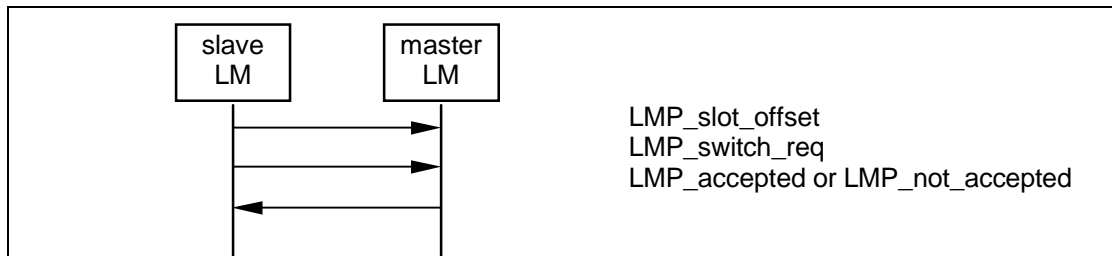 slave
LM
master
LM
LMP_slot_offset
LMP_switch_req
LMP_accepted or LMP_not_accepted